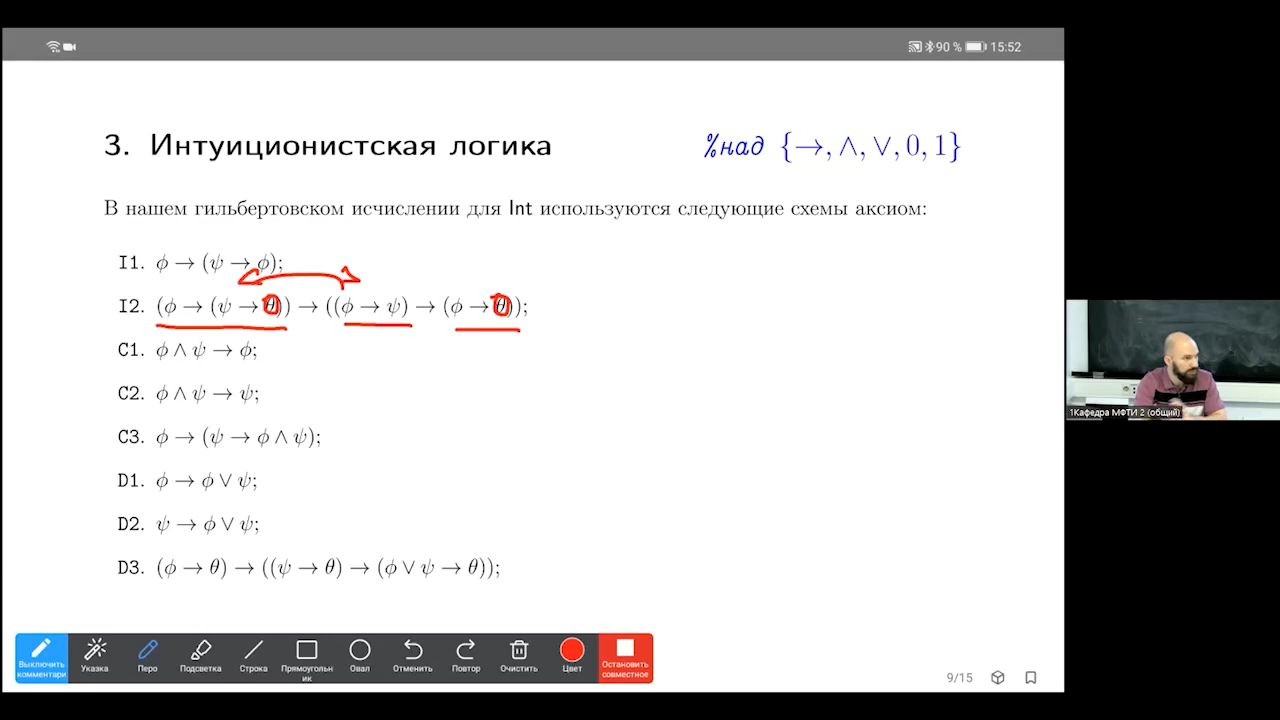 90 % 15:52
3. Интуиционистская логика %над {→, ∧, ∨, 0, 1}
В нашем гильбертовском исчислении для Int используются следующие схемы аксиом:
I1. ϕ → (ψ → ϕ);
I2. (ϕ → (ψ → θ)) → ((ϕ → ψ) → (ϕ → θ));
C1. ϕ ∧ ψ → ϕ;
C2. ϕ ∧ ψ → ψ;
C3. ϕ → (ψ → ϕ ∧ ψ);
D1. ϕ → ϕ ∨ ψ;
D2. ψ → ϕ ∨ ψ;
D3. (ϕ → θ) → ((ψ → θ) → (ϕ ∨ ψ → θ));
1Кафедра МФТИ 2 (общий)
Выключить комментари Указка Перо Подсветка Строка Прямоугольник Овал Отменить Повтор Очистить Цвет Остановить совместное
9/15